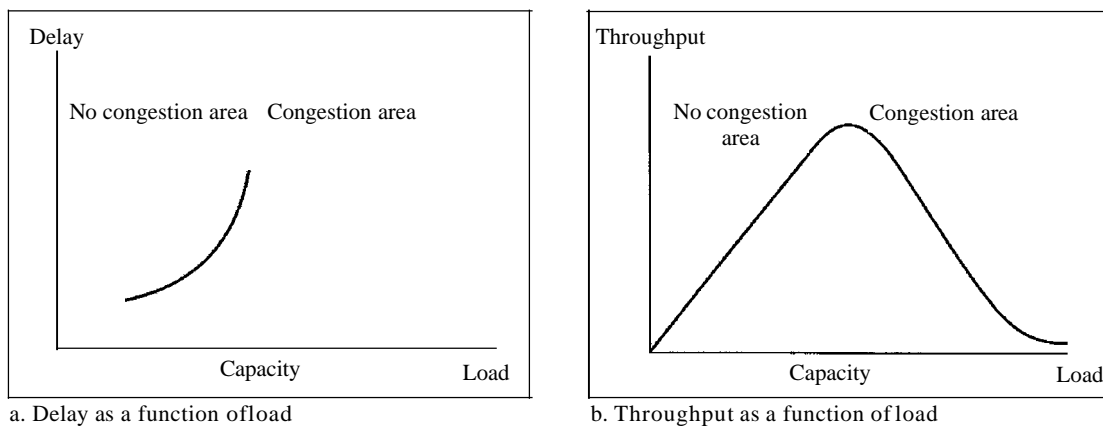 Delay
No congestion area Congestion area
Capacity
Load
a. Delay as a function ofload
Throughput
No congestion
area
Congestion area
Capacity
Load
b. Throughput as a function of load